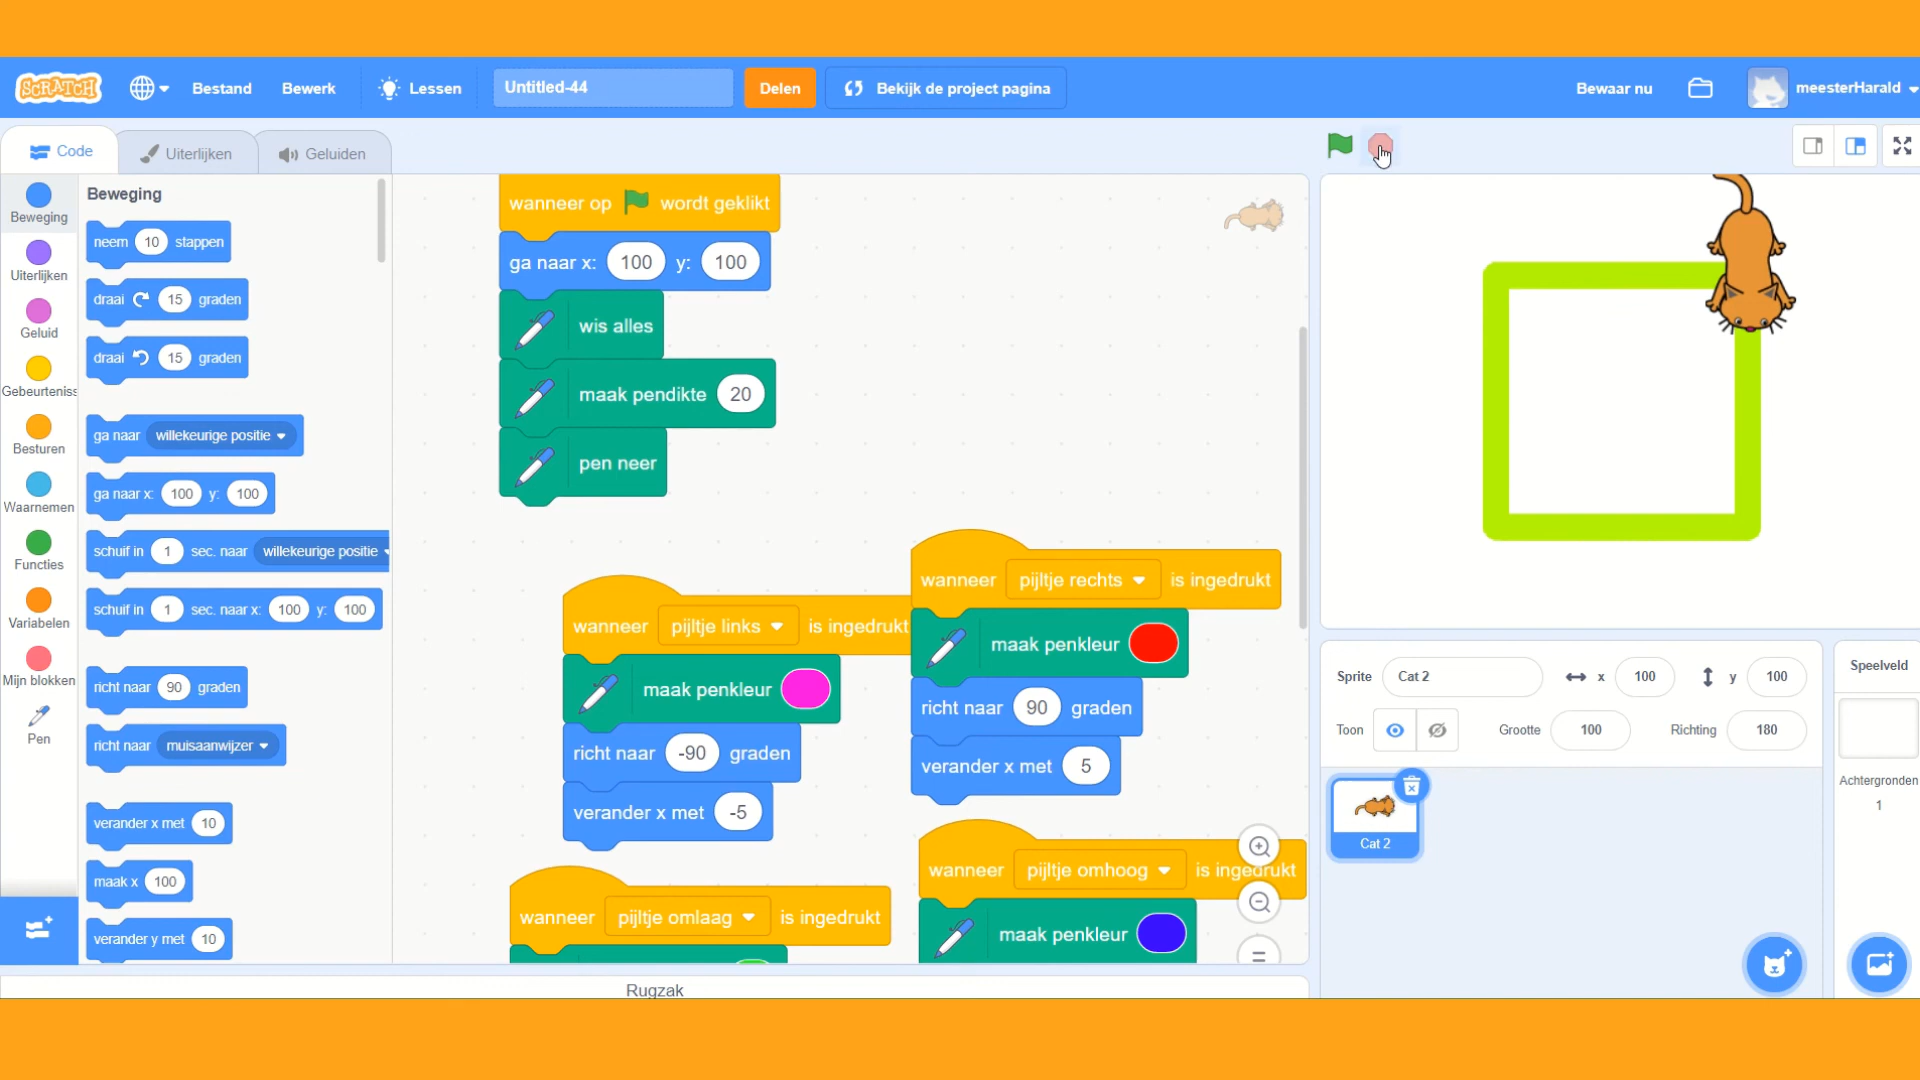 SCRATCH
Bestand
Bewerk
Lessen
Untitled-44
Delen
Bekijk de project pagina
Bewaar nu
meesterHarald
Code
Uiterlijken
Geluiden
Beweging
Uiterlijken
Geluid
Gebeurteniss
Besturen
Waarnemen
Functies
Variabelen
Mijn blokken
Pen
Beweging
neem 10 stappen
draai 15 graden
draai 15 graden
ga naar willekeurige positie
ga naar x: 100 y: 100
schuif in 1 sec. naar willekeurige positie
schuif in 1 sec. naar x: 100 y: 100
richt naar 90 graden
richt naar muisaanwijzer
verander x met 10
maak x 100
verander y met 10
wanneer op wordt geklikt
ga naar x: 100 y: 100
wis alles
maak pendikte 20
pen neer
wanneer pijltje links is ingedrukt
maak penkleur
richt naar -90 graden
verander x met -5
wanneer pijltje rechts is ingedrukt
maak penkleur
richt naar 90 graden
verander x met 5
wanneer pijltje omlaag is ingedrukt
wanneer pijltje omhoog is ingedrukt
maak penkleur
Rugzak
Sprite Cat 2 x 100 y 100
Toon Grootte 100 Richting 180
Cat 2
Speelveld
Achtergronden
1